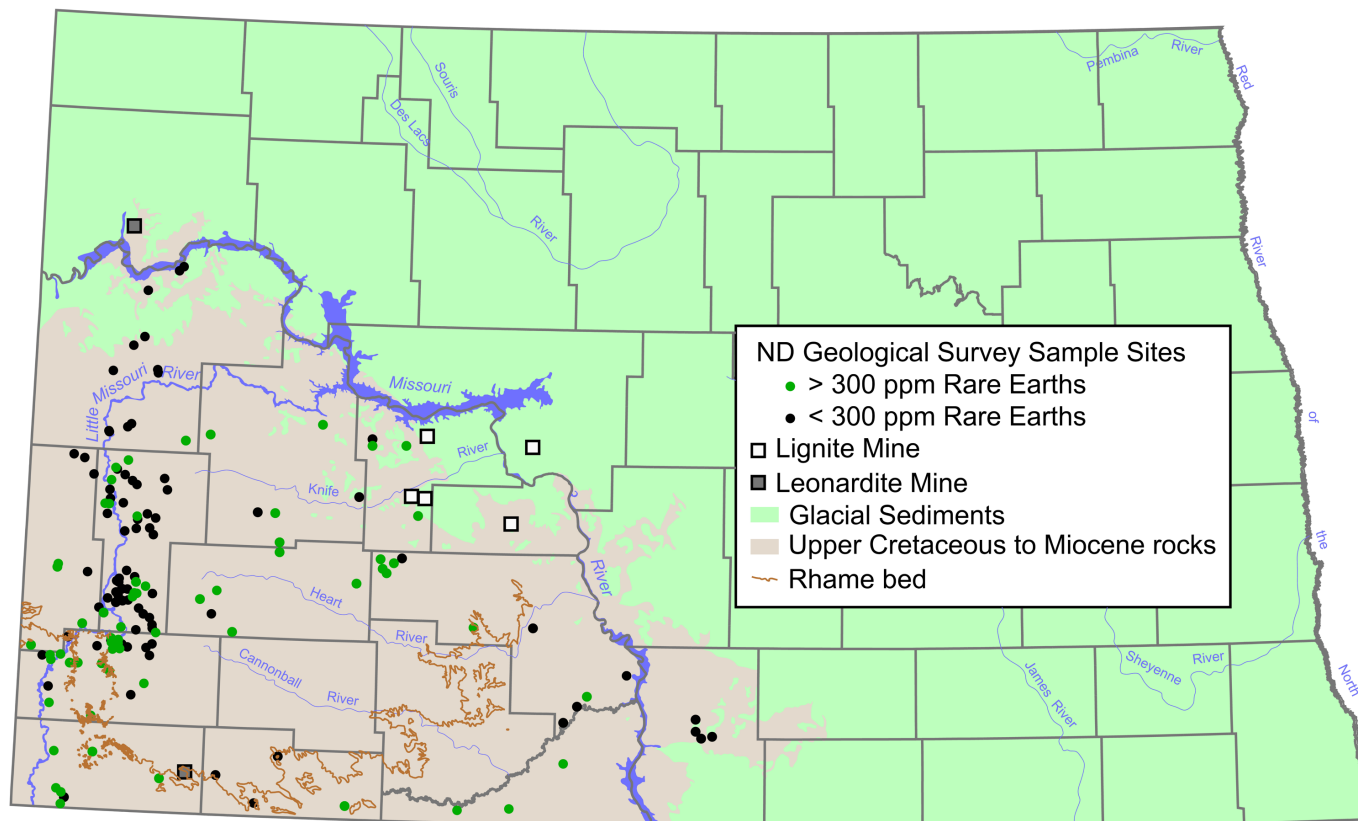 Pembina River
Red
Souris
Des Lacs
River
River
ND Geological Survey Sample Sites
> 300 ppm Rare Earths
< 300 ppm Rare Earths
Lignite Mine
Leonardite Mine
Glacial Sediments
Upper Cretaceous to Miocene rocks
Rhame bed
Little Missouri River
Missouri
River
Knife
River
Heart
River
Cannonball
River
of
the
North
James River
Sheyenne River